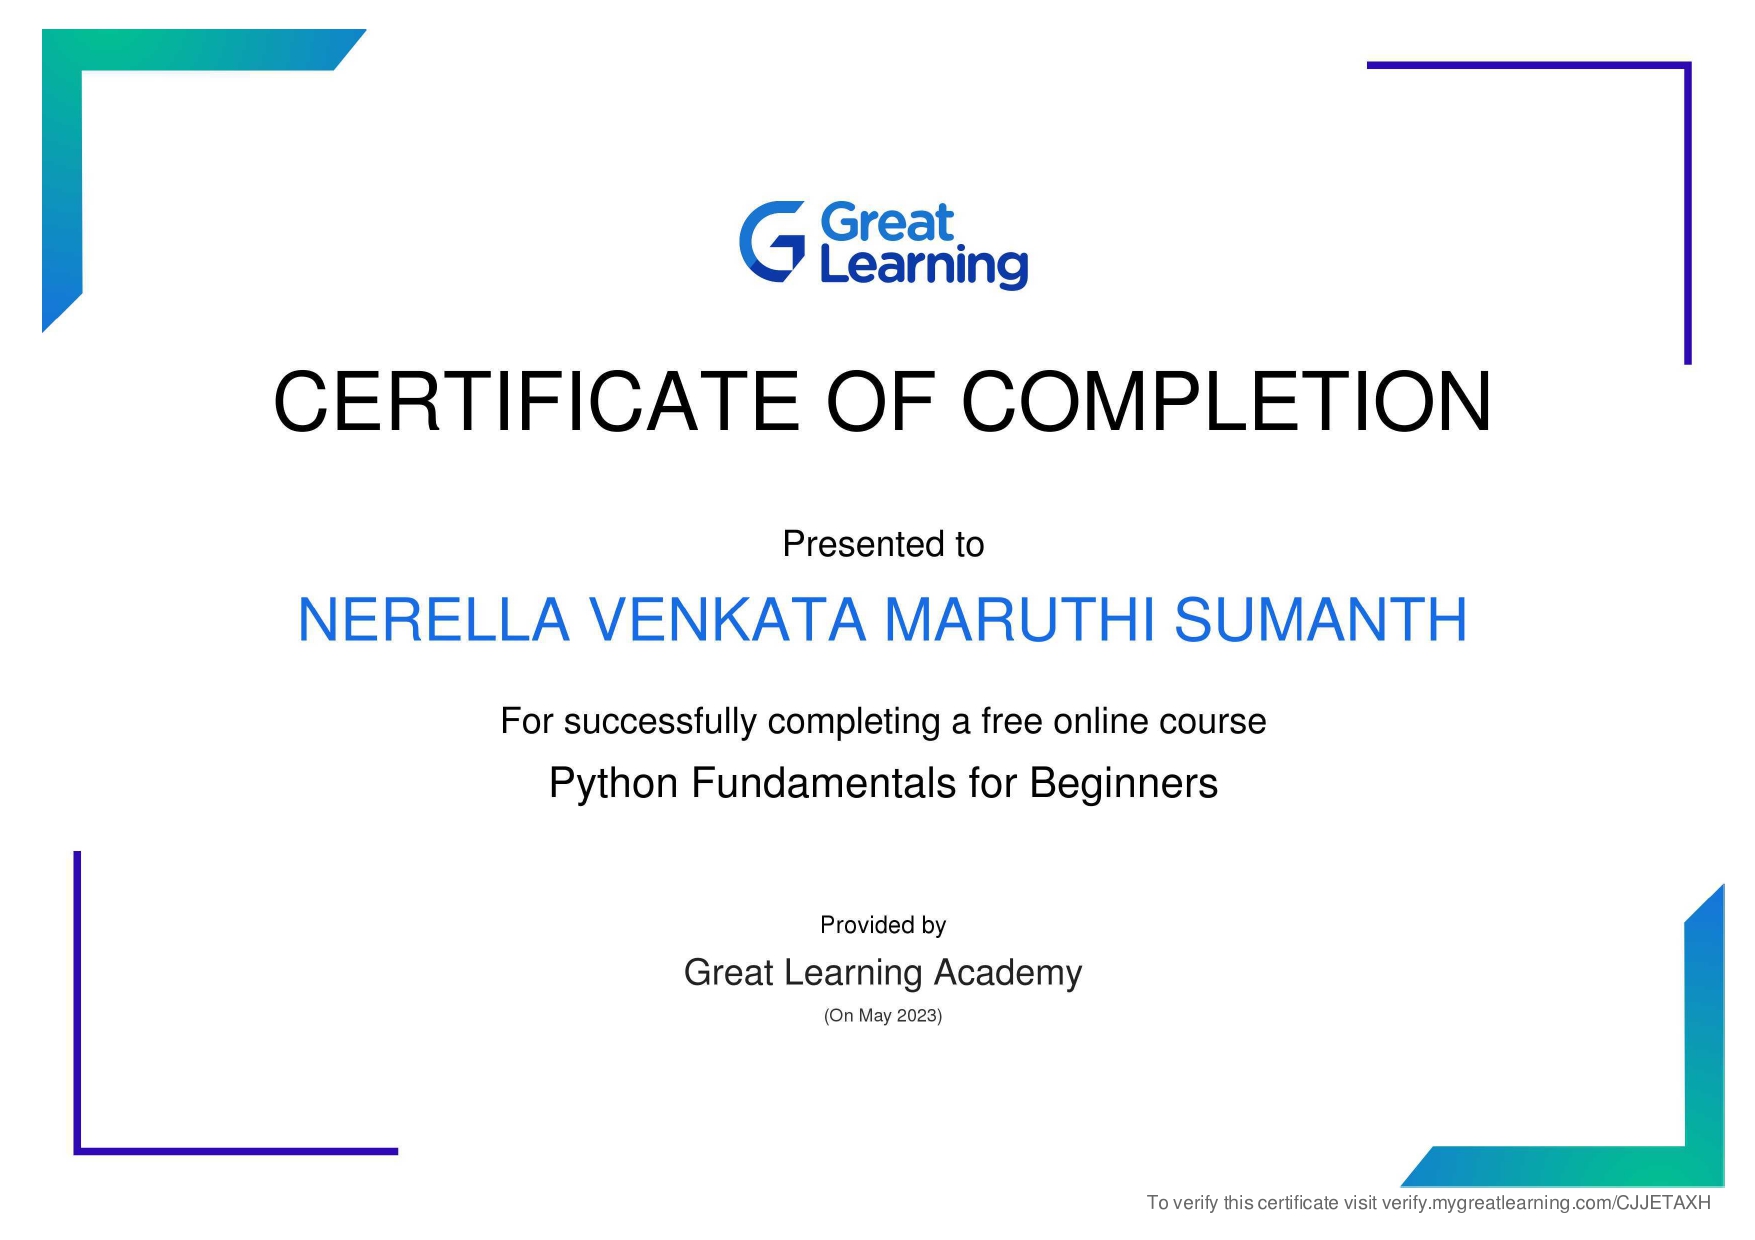 Great
Learning
CERTIFICATE OF COMPLETION
Presented to
NERELLA VENKATA MARUTHI SUMANTH
For successfully completing a free online course
Python Fundamentals for Beginners
Provided by
Great Learning Academy
(On May 2023)
To verify this certificate visit verify.mygreatlearning.com/CJJETAXH